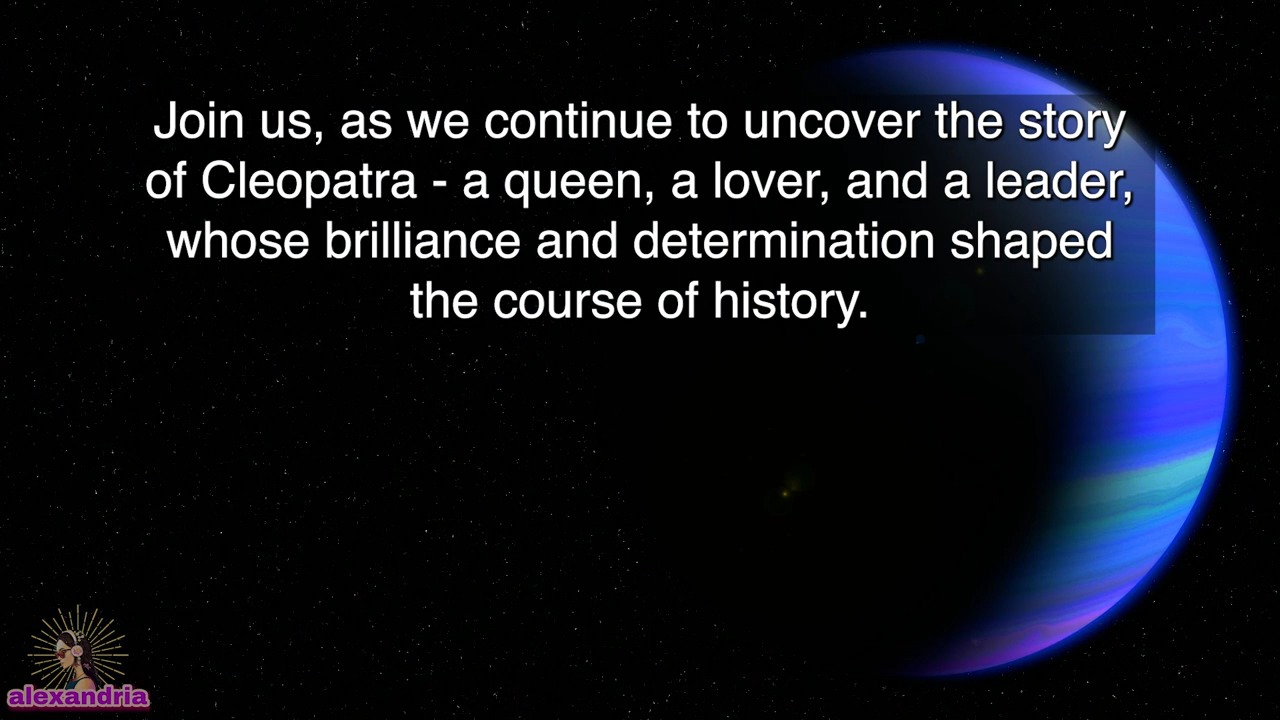 Join us, as we continue to uncover the story
of Cleopatra - a queen, a lover, and a leader,
whose brilliance and determination shaped
the course of history.
alexandria